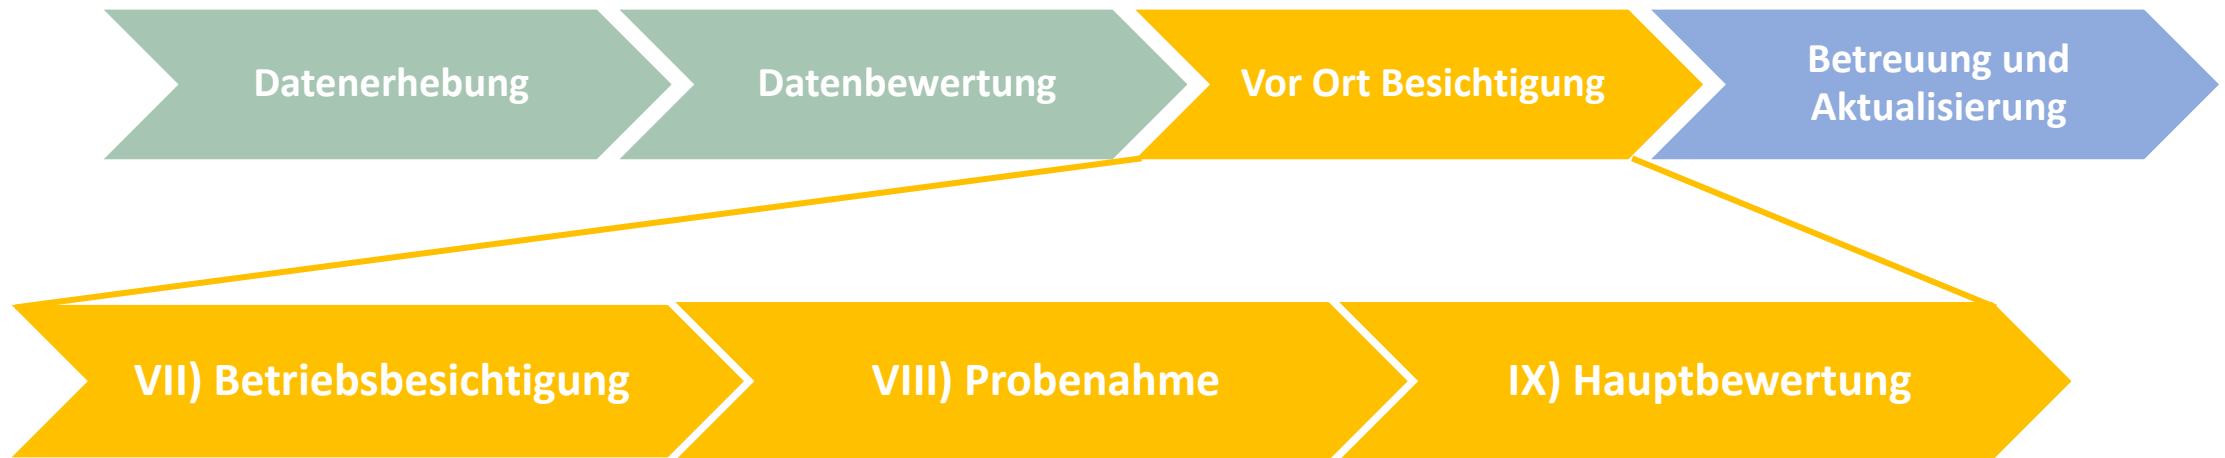 Datenerhebung
Datenbewertung
Vor Ort Besichtigung
Betreuung und
Aktualisierung
VII) Betriebsbesichtigung
VIII) Probenahme
IX) Hauptbewertung